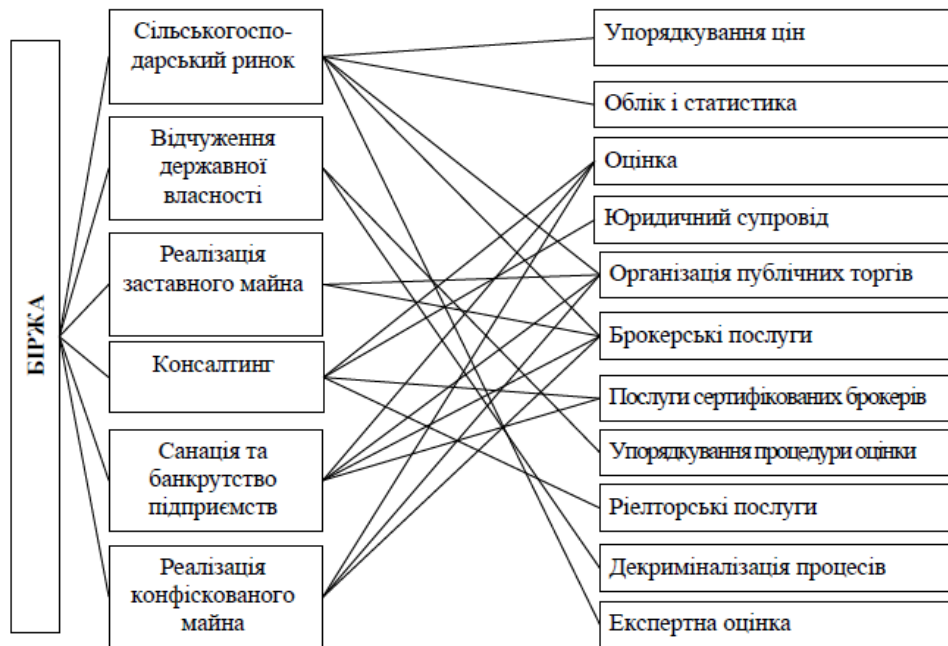 БІРЖА
Сільськогоспо-
дарський ринок
Відчуження
державної
власності
Реалізація
заставного майна
Консалтинг
Санація та
банкрутство
підприємств
Реалізація
конфіскованого
майна
Упорядкування цін
Облік і статистика
Оцінка
Юридичний супровід
Організація публічних торгів
Брокерські послуги
Послуги сертифікованих брокерів
Упорядкування процедури оцінки
Ріелторські послуги
Декриміналізація процесів
Експертна оцінка